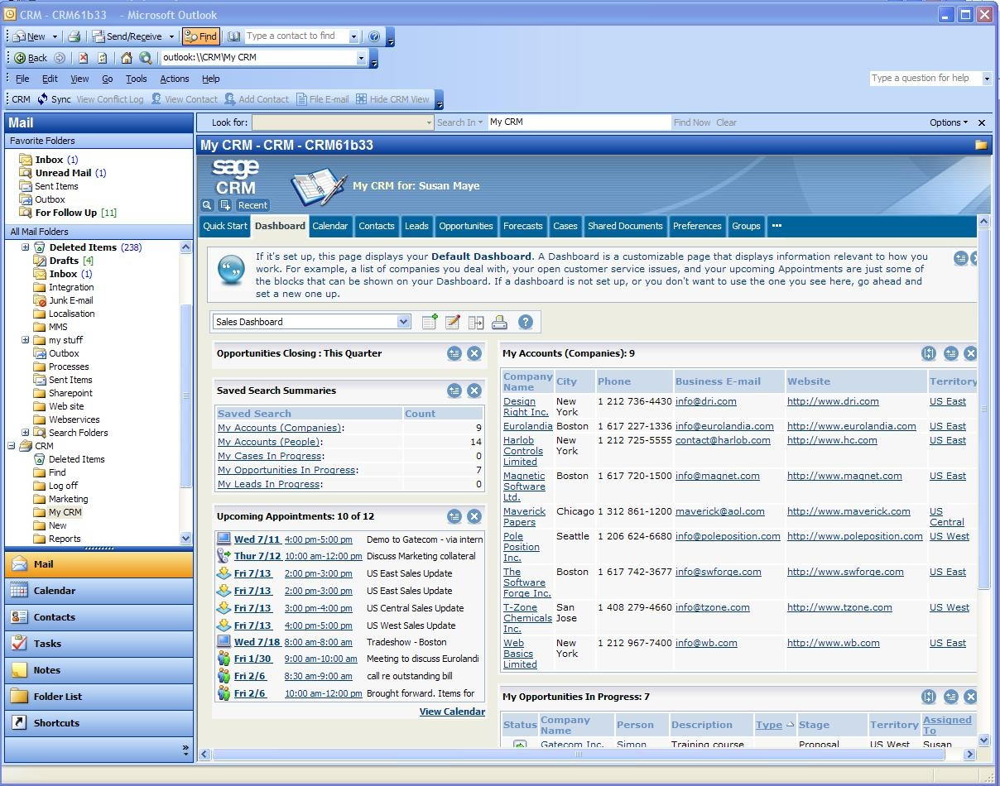 CRM - CRM61b33 - Microsoft Outlook
New Send/Receive Find Type a contact to find
Back outlook:\\CRM\My CRM
File Edit View Go Tools Actions Help Type a question for help
CRM Sync View Conflict Log View Contact Add Contact File E-mail Hide CRM View
Mail
Favorite Folders
Inbox (1)
Unread Mail (1)
Sent Items
Outbox
For Follow Up [11]
All Mail Folders
Deleted Items (238)
Drafts [4]
Inbox (1)
Integration
Junk E-mail
Localisation
MMS
my stuff
Outbox
Processes
Sent Items
Sharepoint
Web site
Webservices
Search Folders
CRM
Deleted Items
Find
Log off
Marketing
My CRM
New
Reports
Mail
Calendar
Contacts
Tasks
Notes
Folder List
Shortcuts
»
Look for: Search In My CRM Find Now Clear Options
My CRM - CRM - CRM61b33
sage
CRM
My CRM for: Susan Maye
Recent
Quick Start Dashboard Calendar Contacts Leads Opportunities Forecasts Cases Shared Documents Preferences Groups •••
If it's set up, this page displays your Default Dashboard. A Dashboard is a customizable page that displays information relevant to how you
work. For example, a list of companies you deal with, your open customer service issues, and your upcoming Appointments are just some of
the blocks that can be shown on your Dashboard. If a dashboard is not set up, or you don't want to use the one you see here, go ahead and
set a new one up.
Sales Dashboard
Opportunities Closing : This Quarter
Saved Search Summaries
Saved Search Count
My Accounts (Companies): 9
My Accounts (People): 14
My Cases In Progress: 0
My Opportunities In Progress: 7
My Leads In Progress: 0
Upcoming Appointments: 10 of 12
Wed 7/11 4:00 pm-5:00 pm Demo to Gatecom - via intern
Thur 7/12 10:00 am-12:00 pm Discuss Marketing collateral
Fri 7/13 2:00 pm-3:00 pm US East Sales Update
Fri 7/13 2:00 pm-3:00 pm US East Sales Update
Fri 7/13 3:00 pm-4:00 pm US Central Sales Update
Fri 7/13 4:00 pm-5:00 pm US West Sales Update
Wed 7/18 8:00 am-8:00 am Tradeshow - Boston
Fri 1/30 9:00 am-10:00 am Meeting to discuss Eurolandi
Fri 2/6 8:30 am-9:00 am call re outstanding bill
Fri 2/6 10:00 am-12:00 pm Brought forward. Items for
View Calendar
My Accounts (Companies): 9
Company Name City Phone Business E-mail Website Territory
Design Right Inc. New York 1 212 736-4430 info@dri.com http://www.dri.com US East
Eurolandia Boston 1 617 227-1336 info@eurolandia.com http://www.eurolandia.com US East
Harlob Controls Limited New York 1 212 725-5555 contact@harlob.com http://www.hc.com US East
Magnetic Software Ltd. Boston 1 617 720-1500 info@magnet.com http://www.magnet.com US East
Maverick Papers Chicago 1 312 861-1200 maverick@aol.com http://www.maverick.com US Central
Pole Position Inc. Seattle 1 206 624-6680 info@poleposition.com http://www.poleposition.com US West
The Software Forge Inc. Boston 1 617 742-3677 info@swforge.com http://www.swforge.com US East
T-Zone Chemicals Inc. San Jose 1 408 279-4660 info@tzone.com http://www.tzone.com US West
Web Basics Limited New York 1 212 967-7400 info@wb.com http://www.wb.com US East
My Opportunities In Progress: 7
Status Company Name Person Description Type Stage Territory Assigned To
Gatecom Inc. Simon Training course Proposal US West Susan